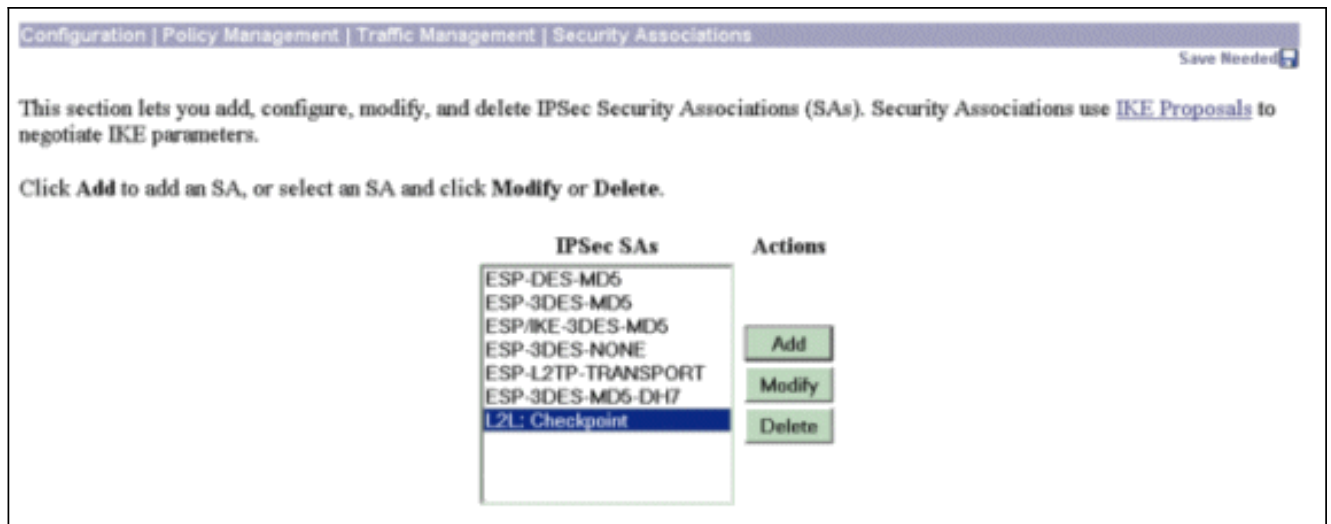 Configuration | Policy Management | Traffic Management | Security Associations
Save Needed
This section lets you add, configure, modify, and delete IPSec Security Associations (SAs). Security Associations use IKE Proposals to
negotiate IKE parameters.
Click Add to add an SA, or select an SA and click Modify or Delete.
IPSec SAs
Actions
ESP-DES-MD5
ESP-3DES-MD5
ESP/IKE-3DES-MD5
ESP-3DES-NONE
ESP-L2TP-TRANSPORT
ESP-3DES-MD5-DH7
L2L: Checkpoint
Add
Modify
Delete